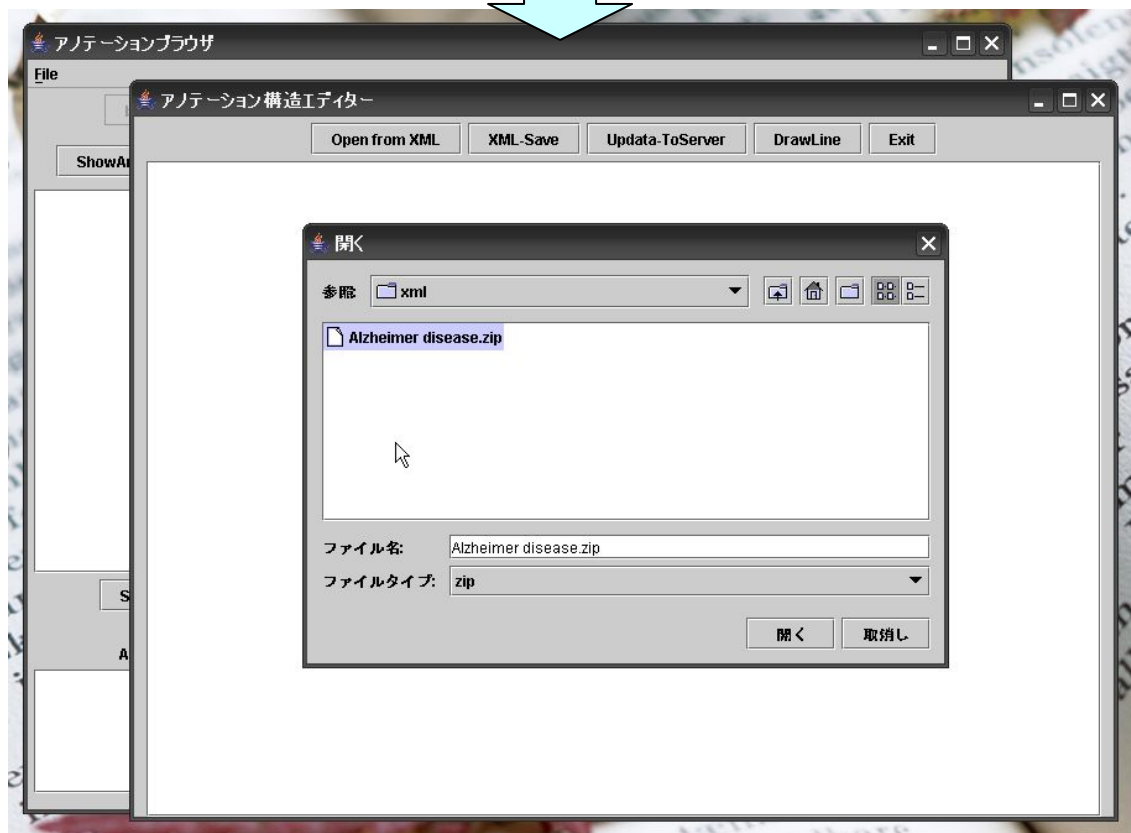 アノテーションブラウザ
File
アノテーション構造エディター
Open from XML XML-Save Updata-ToServer DrawLine Exit
開く
参照: xml
Alzheimer disease.zip
ファイル名: Alzheimer disease.zip
ファイルタイプ: zip
開く 取消し